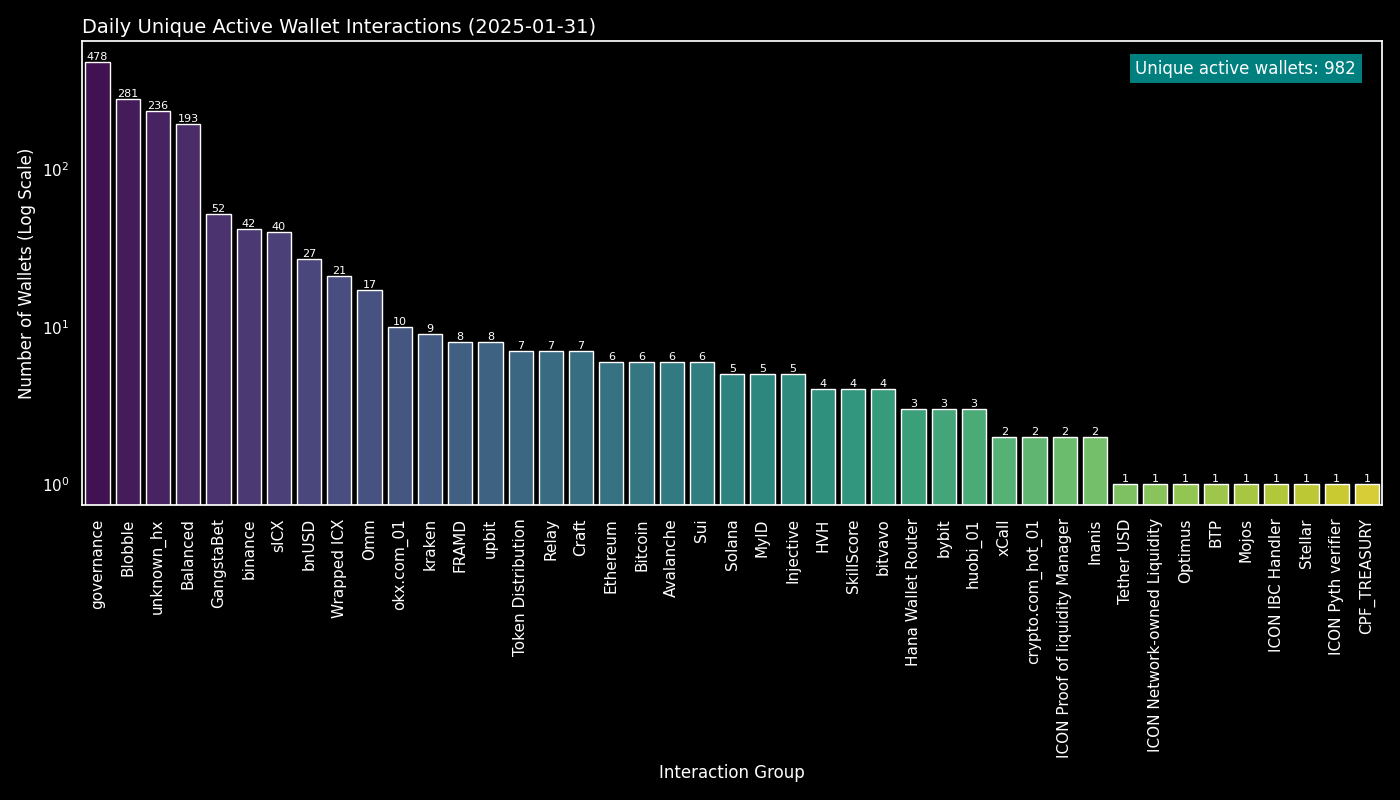 Daily Unique Active Wallet Interactions (2025-01-31)
Unique active wallets: 982
Number of Wallets (Log Scale)
10²
10¹
10⁰
478
281
236
193
52
42
40
27
21
17
10
9
8
8
7
7
7
6
6
6
6
5
5
5
4
4
4
3
3
3
2
2
2
2
1
1
1
1
1
1
1
1
1
governance
Blobble
unknown_hx
Balanced
GangstaBet
binance
sICX
bnUSD
Wrapped ICX
Omm
okx.com_01
kraken
FRAMD
upbit
Token Distribution
Relay
Craft
Ethereum
Bitcoin
Avalanche
Sui
Solana
MyID
Injective
HVH
SkillScore
bitvavo
Hana Wallet Router
bybit
huobi_01
xCall
crypto.com_hot_01
ICON Proof of liquidity Manager
Inanis
Tether USD
ICON Network-owned Liquidity
Optimus
BTP
Mojos
ICON IBC Handler
Stellar
ICON Pyth verifier
CPF_TREASURY
Interaction Group